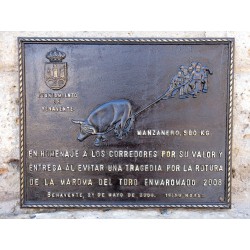 AYUNTAMIENTO
DE
BENAVENTE
MANZANERO, 580 KG.
EN HOMENAJE A LOS CORREDORES POR SU VALOR Y
ENTREGA AL EVITAR UNA TRAGEDIA POR LA ROTURA
DE LA MAROMA DEL TORO ENMAROMADO 2008
BENAVENTE, 27 DE MAYO DE 2009.